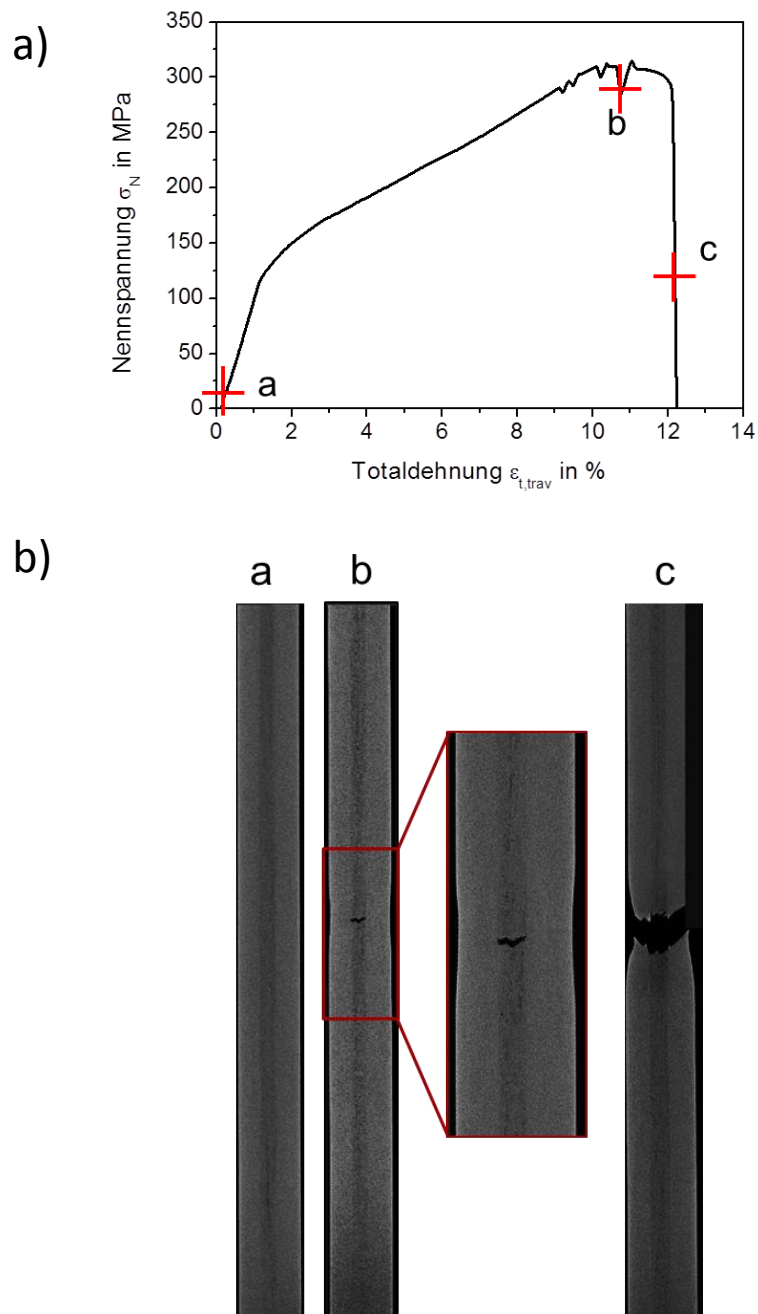 a)
Nennspannung σN in MPa
350
300
250
200
150
100
50
0
a
b
c
0 2 4 6 8 10 12 14
Totaldehnung εt,trav in %
b)
a b c